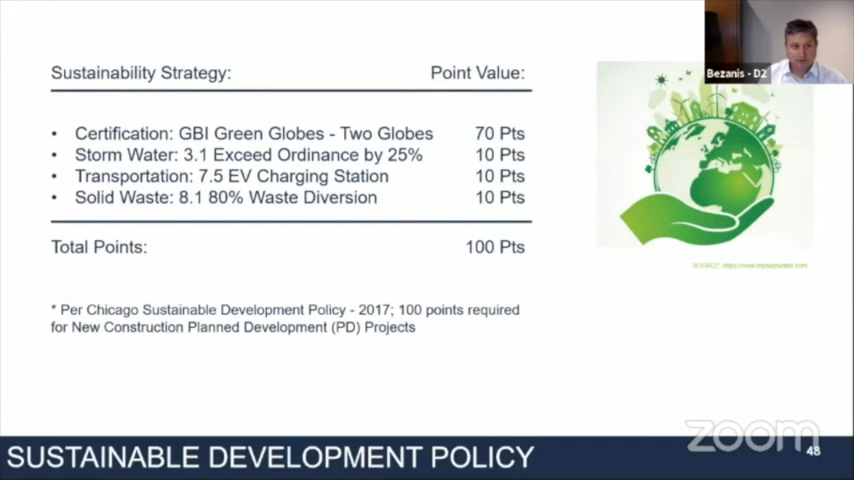 Bezanis - D2
Sustainability Strategy: Point Value:
• Certification: GBI Green Globes - Two Globes 70 Pts
• Storm Water: 3.1 Exceed Ordinance by 25% 10 Pts
• Transportation: 7.5 EV Charging Station 10 Pts
• Solid Waste: 8.1 80% Waste Diversion 10 Pts
Total Points: 100 Pts
SOURCE:
* Per Chicago Sustainable Development Policy - 2017; 100 points required
for New Construction Planned Development (PD) Projects
zoom
SUSTAINABLE DEVELOPMENT POLICY 48